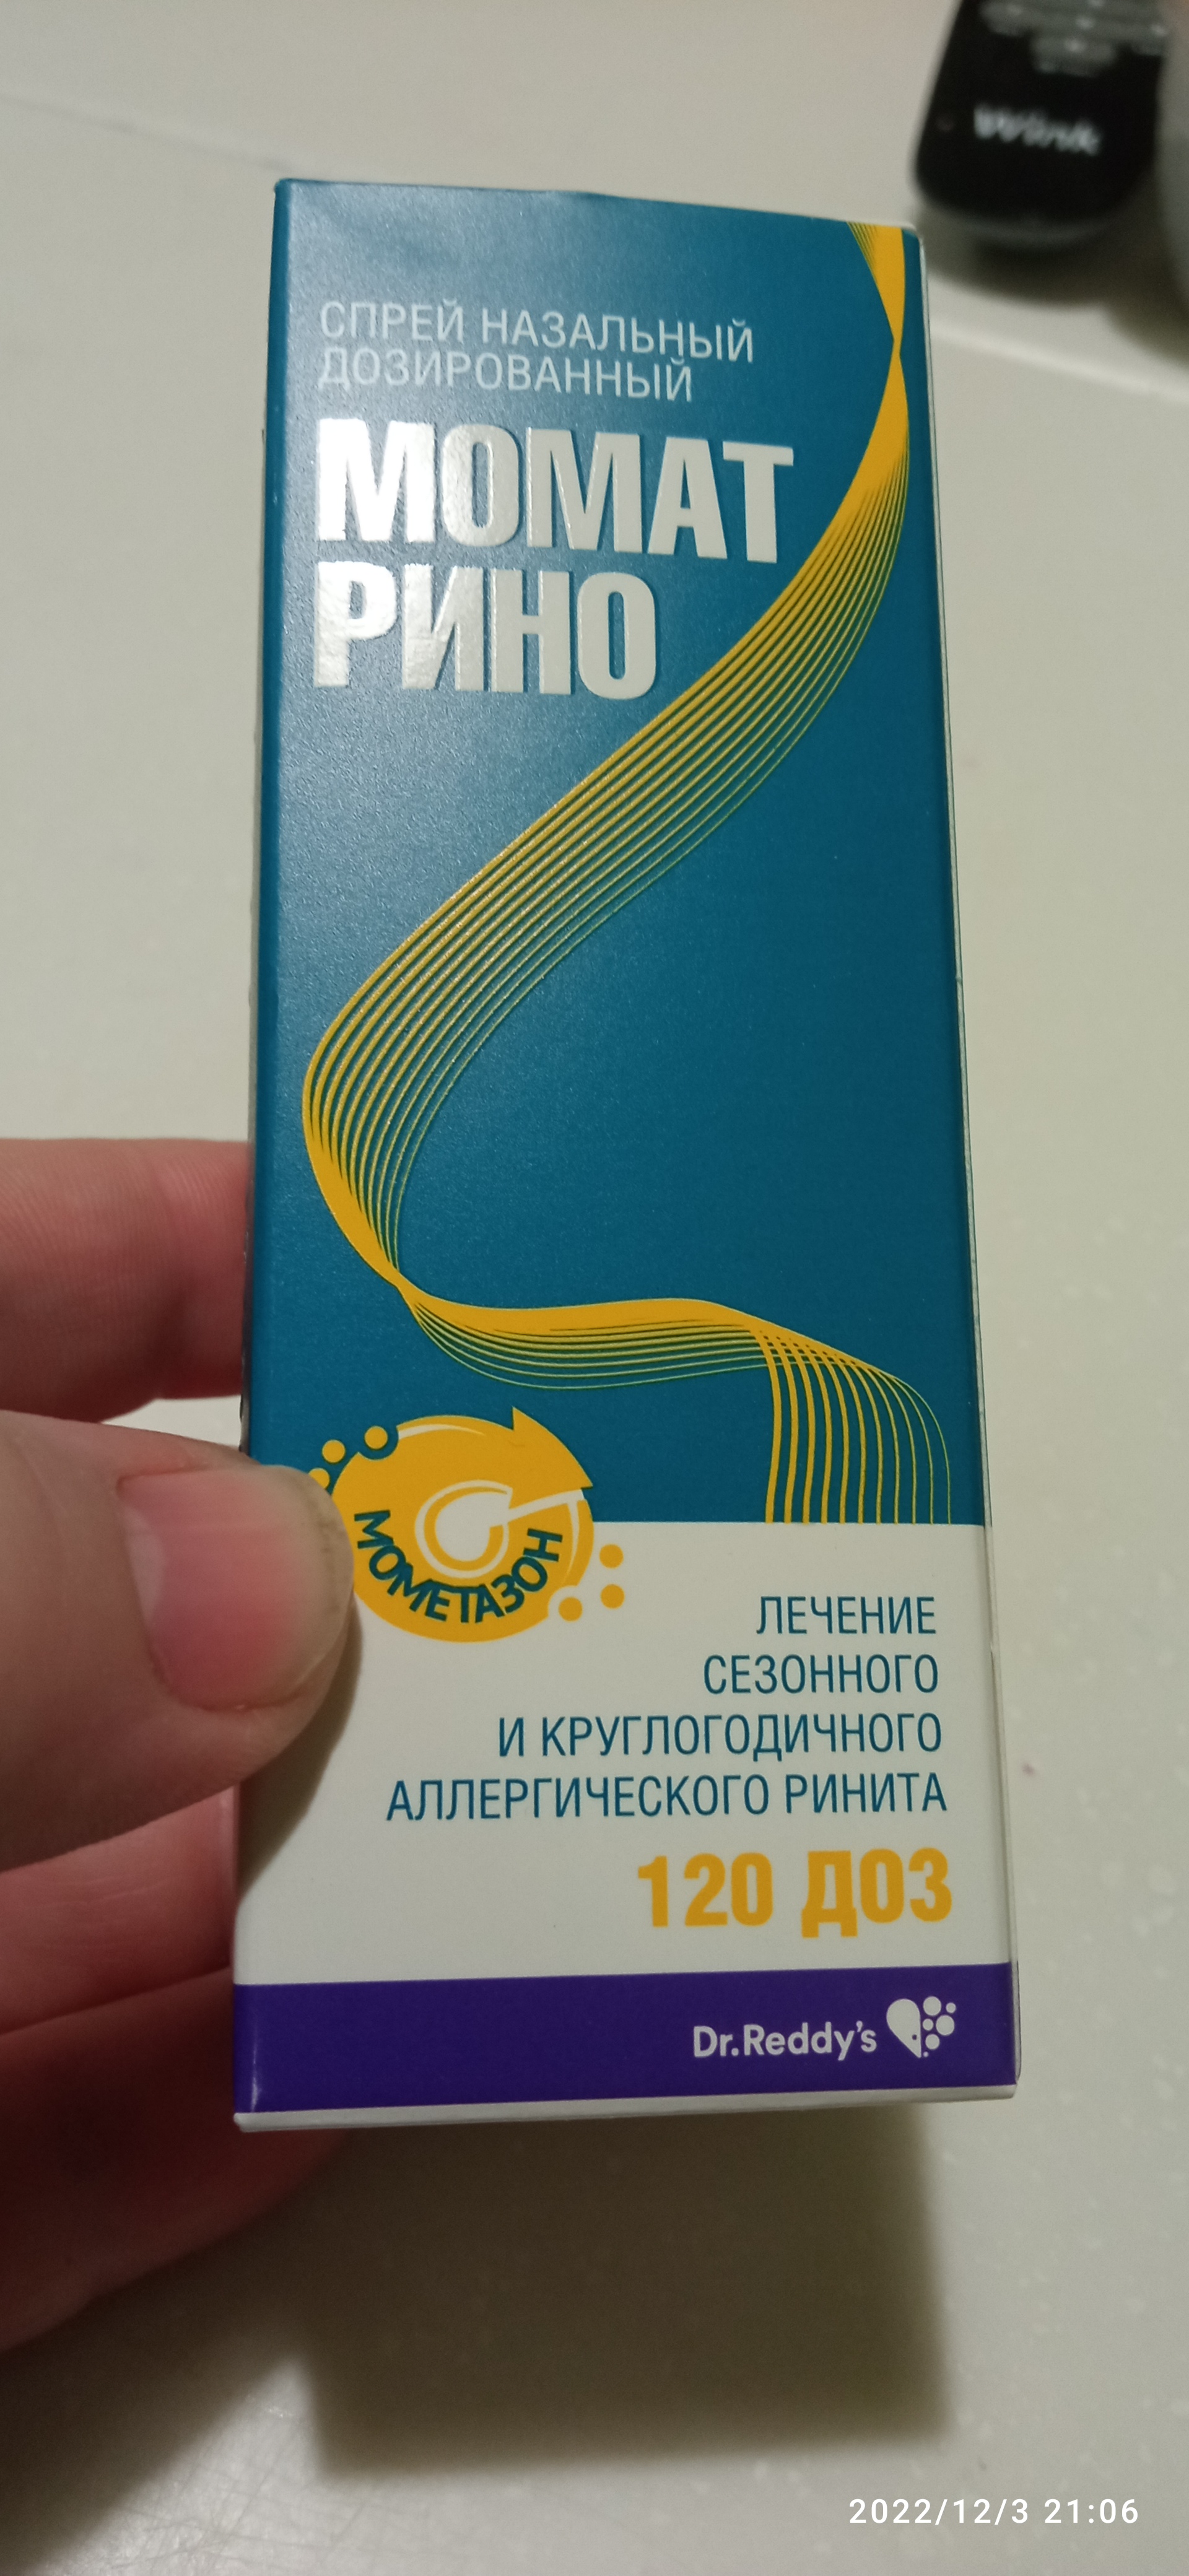 Wink
СПРЕЙ НАЗАЛЬНЫЙ
ДОЗИРОВАННЫЙ
МОМАТ
РИНО
МОМЕТАЗОН
ЛЕЧЕНИЕ
СЕЗОННОГО
И КРУГЛОГОДИЧНОГО
АЛЛЕРГИЧЕСКОГО РИНИТА
120 ДОЗ
Dr.Reddy's
2022/12/3 21:06